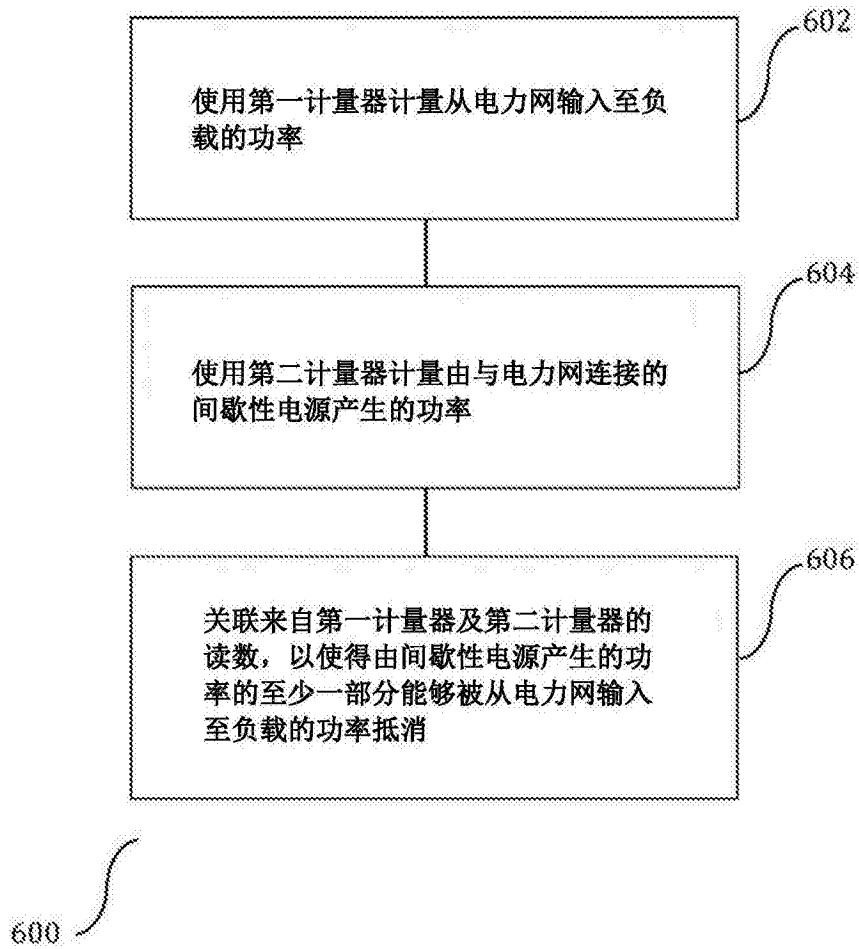 602
使用第一计量器计量从电力网输入至负
载的功率
604
使用第二计量器计量由与电力网连接的
间歇性电源产生的功率
606
关联来自第一计量器及第二计量器的
读数，以使得由间歇性电源产生的功
率的至少一部分能够被从电力网输入
至负载的功率抵消
600